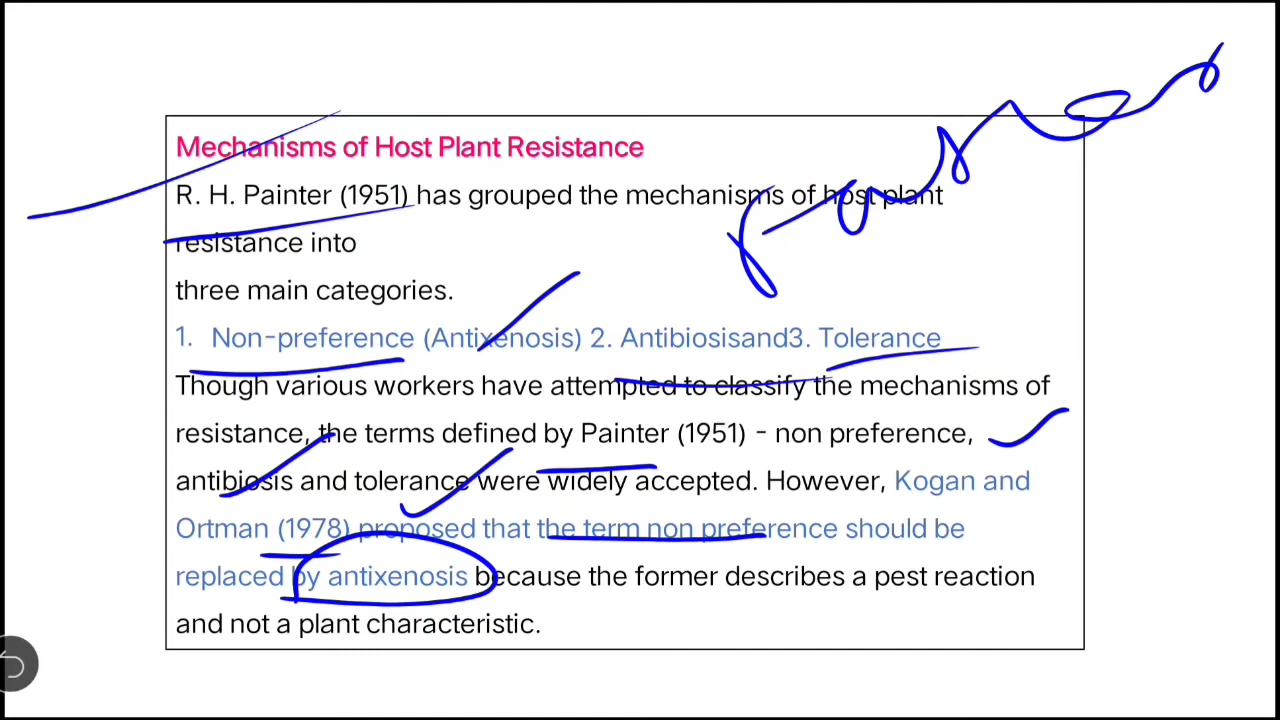 Mechanisms of Host Plant Resistance
R. H. Painter (1951) has grouped the mechanisms of host plant
resistance into
three main categories.
1. Non-preference (Antixenosis) 2. Antibiosisand3. Tolerance
Though various workers have attempted to classify the mechanisms of
resistance, the terms defined by Painter (1951) - non preference,
antibiosis and tolerance were widely accepted. However, Kogan and
Ortman (1978) proposed that the term non preference should be
replaced by antixenosis because the former describes a pest reaction
and not a plant characteristic.